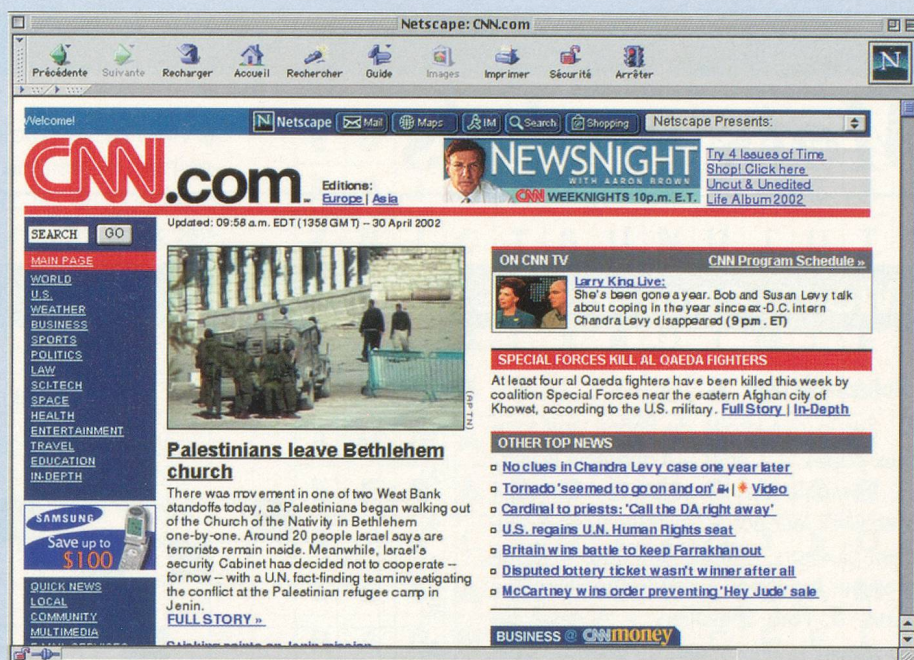 Netscape: CNN.com
Précédente Suivante Recharger Accueil Rechercher Guide Images Imprimer Sécurité Arrêter
N
Welcome!
N Netscape Mail Maps IM Search Shopping Netscape Presents:
CNN.com
Editions:
Europe | Asia
NEWSNIGHT
WITH AARON BROWN
CNN WEEKNIGHTS 10p.m. E.T.
Try 4 Issues of Time
Shop! Click here
Uncut & Unedited
Life Album 2002
SEARCH GO
MAIN PAGE
WORLD
U.S.
WEATHER
BUSINESS
SPORTS
POLITICS
LAW
SCI-TECH
SPACE
HEALTH
ENTERTAINMENT
TRAVEL
EDUCATION
IN-DEPTH
SAMSUNG
Save up to
$100
QUICK NEWS
LOCAL
COMMUNITY
MULTIMEDIA
E-MAIL SERVICES
Updated: 09:58 a.m. EDT (1358 GMT) -- 30 April 2002
(APTN)
Palestinians leave Bethlehem
church
There was movement in one of two West Bank
standoffs today, as Palestinians began walking out
of the Church of the Nativity in Bethlehem
one-by-one. Around 20 people Israel says are
terrorists remain inside. Meanwhile, Israel's
security Cabinet has decided not to cooperate --
for now -- with a U.N. fact-finding team investigating
the conflict at the Palestinian refugee camp in
Jenin.
FULL STORY »
Sticking points on Jenin mission
ON CNN TV CNN Program Schedule »
Larry King Live:
She's been gone a year. Bob and Susan Levy talk
about coping in the year since ex-D.C. intern
Chandra Levy disappeared (9 p.m. ET)
SPECIAL FORCES KILL AL QAEDA FIGHTERS
At least four al Qaeda fighters have been killed this week by
coalition Special Forces near the eastern Afghan city of
Khowst, according to the U.S. military. Full Story | In-Depth
OTHER TOP NEWS
No clues in Chandra Levy case one year later
Tornado 'seemed to go on and on' | Video
Cardinal to priests: 'Call the DA right away'
U.S. regains U.N. Human Rights seat
Britain wins battle to keep Farrakhan out
Disputed lottery ticket wasn't winner after all
McCartney wins order preventing 'Hey Jude' sale
BUSINESS @ CNNmoney